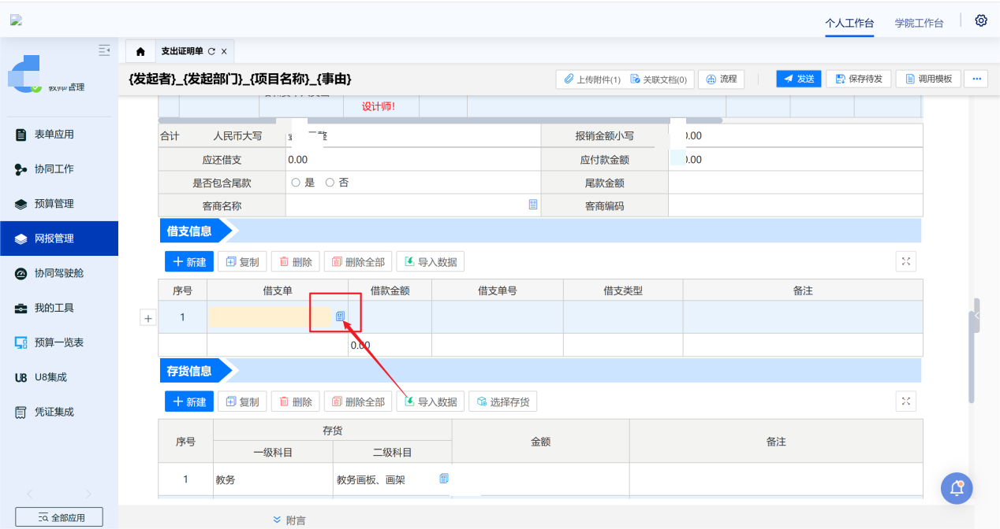 个人工作台 学院工作台
支出证明单
{发起者}_{发起部门}_{项目名称}_{事由}
上传附件(1) 关联文档(0) 流程 发送 保存待发 调用模板
教师管理
表单应用
协同工作
预算管理
网报管理
协同驾驶舱
我的工具
预算一览表
U8 U8集成
凭证集成
全部应用
设计师!
合计 人民币大写 整 报销金额小写 0.00
应还借支 0.00 应付款金额 0.00
是否包含尾款 是 否 尾款金额
客商名称 客商编码
借支信息
新建 复制 删除 删除全部 导入数据
序号 借支单 借款金额 借支单号 借支类型 备注
1
0.00
存货信息
新建 复制 删除 删除全部 导入数据 选择存货
序号 存货 金额 备注
一级科目 二级科目
1 教务 教务画板、画架
附言